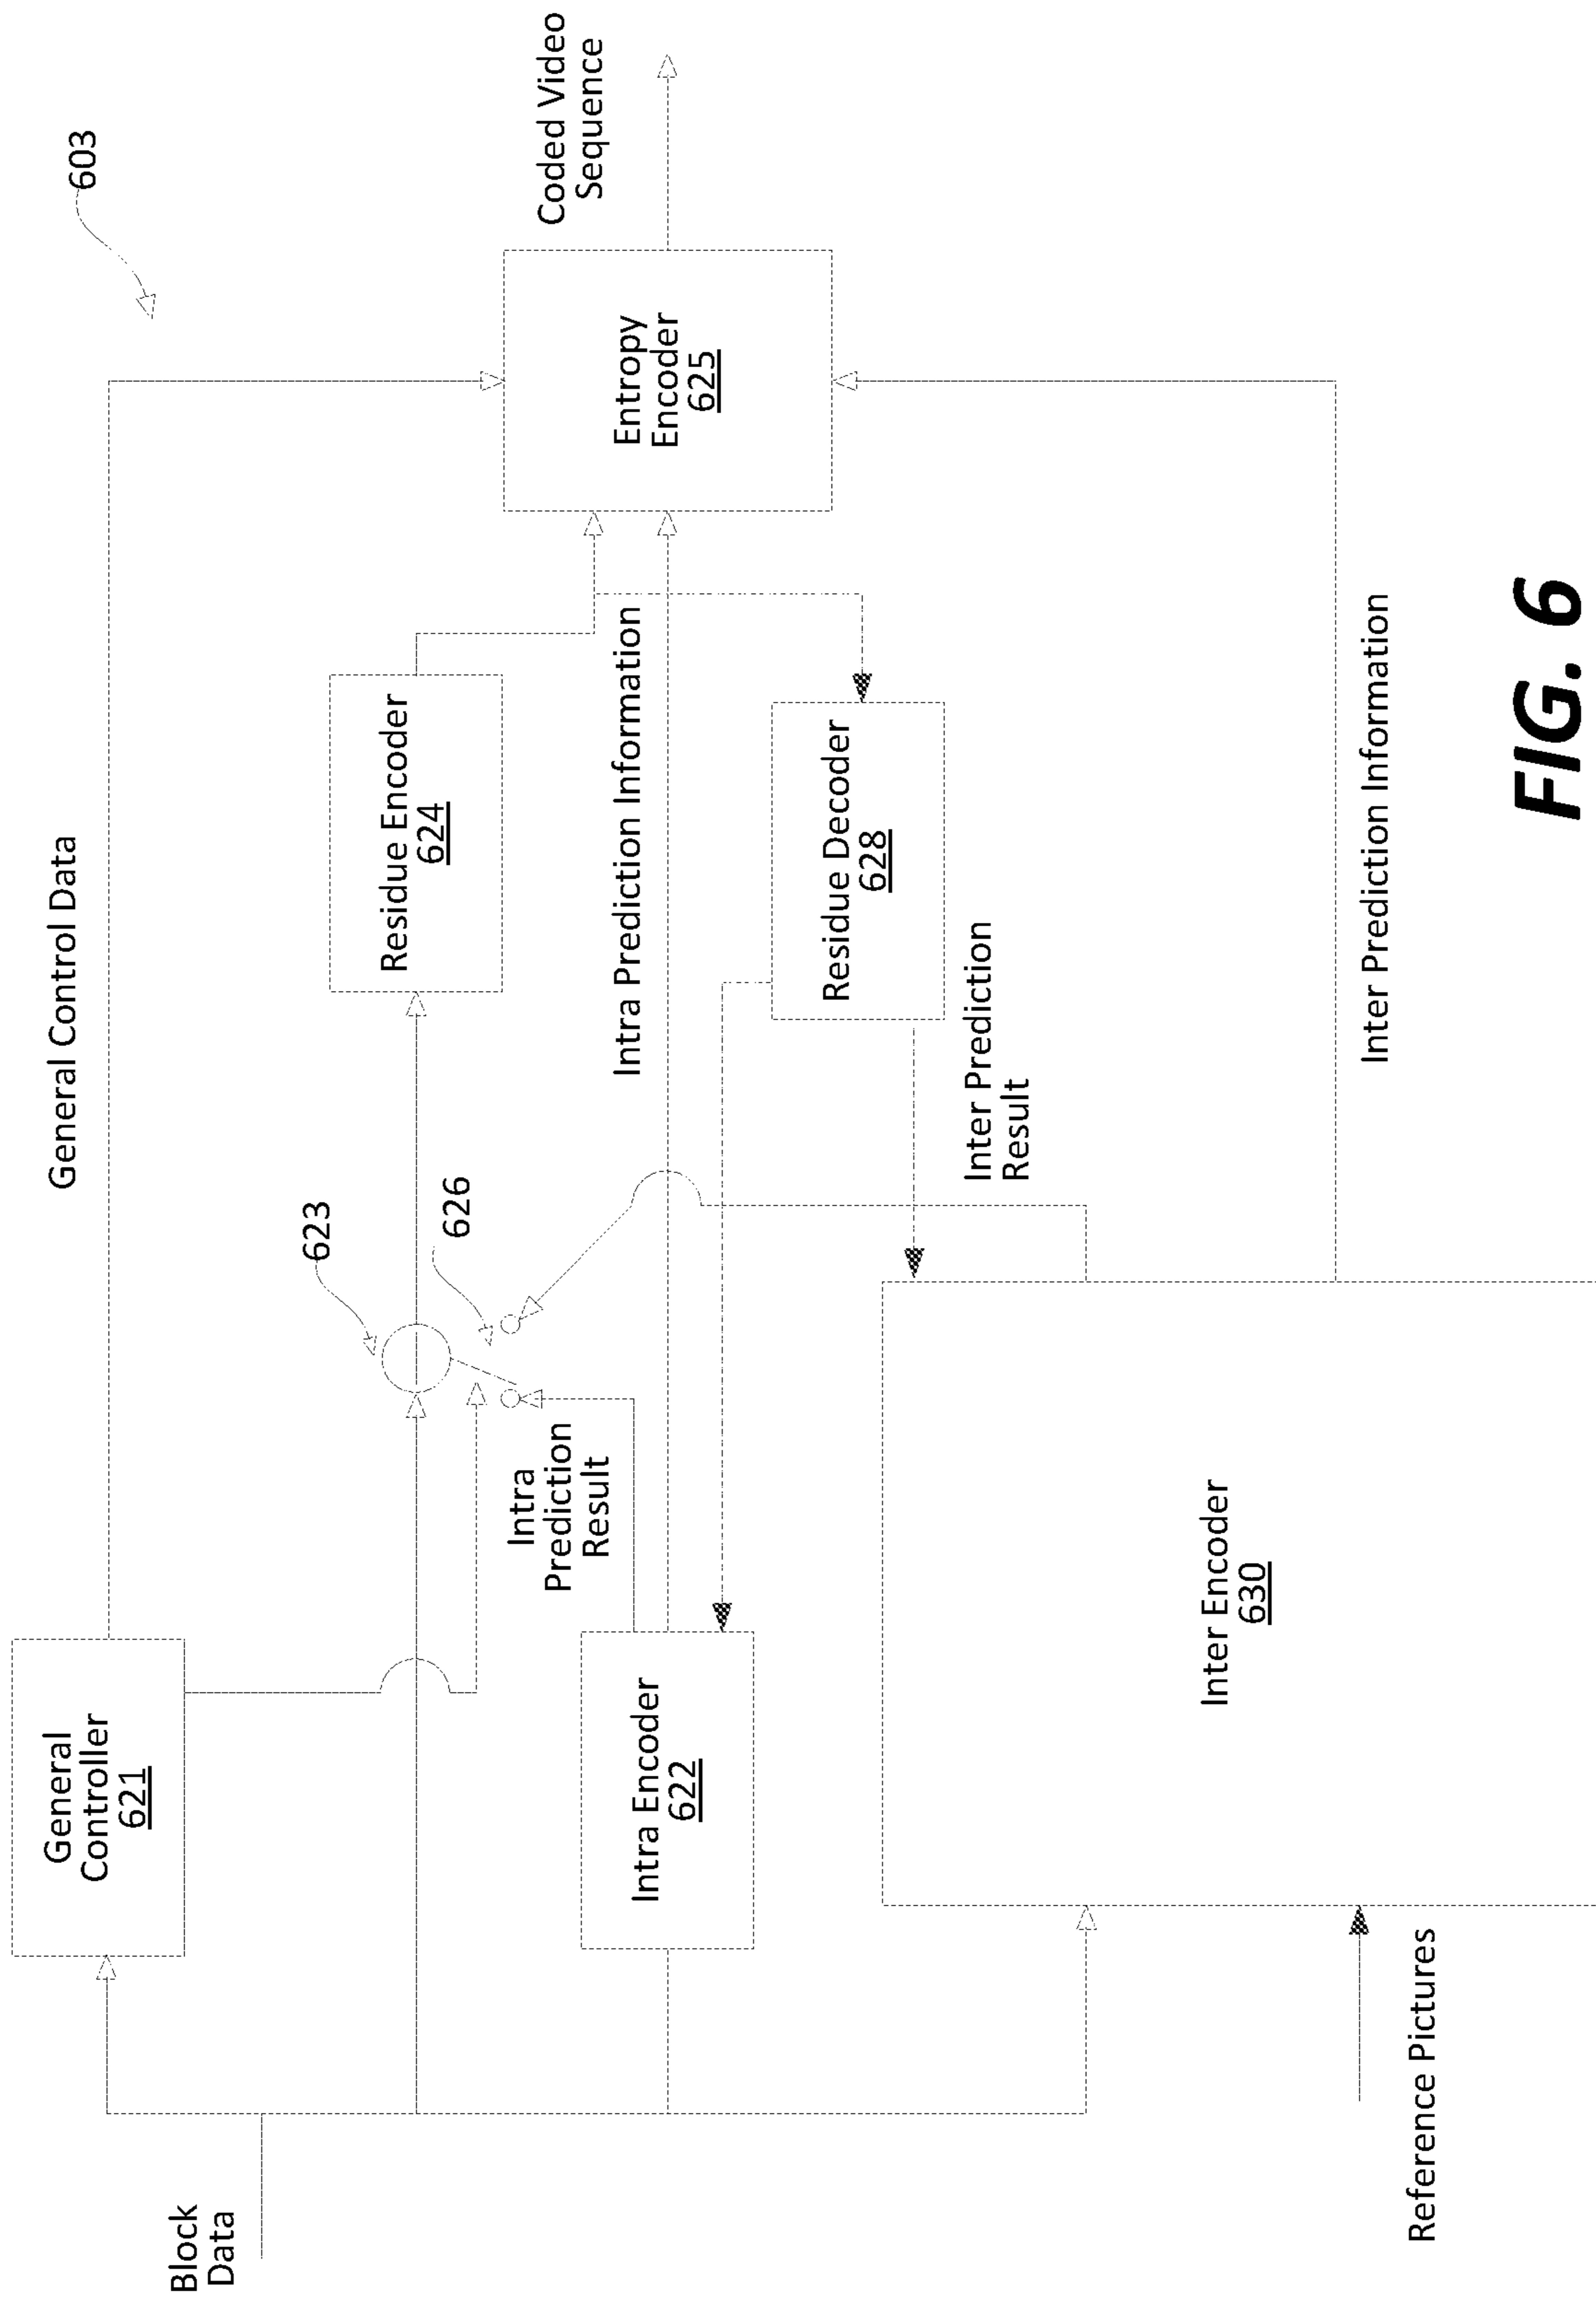 603
General Control Data
Coded Video
Sequence
Block
Data
General
Controller
621
623
626
Residue Encoder
624
Entropy
Encoder
625
Intra
Prediction
Result
Intra Prediction Information
Intra Encoder
622
Residue Decoder
628
Inter Prediction
Result
Inter Encoder
630
Inter Prediction Information
Reference Pictures
FIG. 6